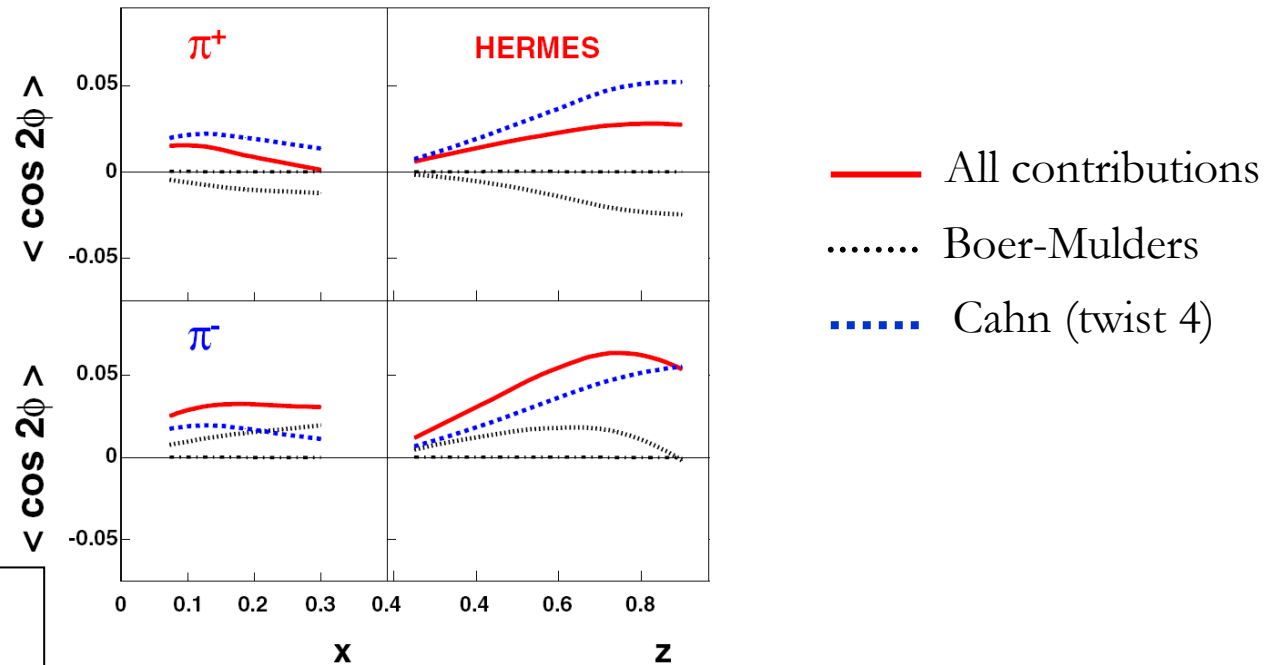 π+
HERMES
0.05
0
-0.05
< cos 2ϕ >
π-
0.05
0
-0.05
< cos 2ϕ >
0 0.1 0.2 0.3 0.4 0.4 0.6 0.8
x z
All contributions
Boer-Mulders
Cahn (twist 4)